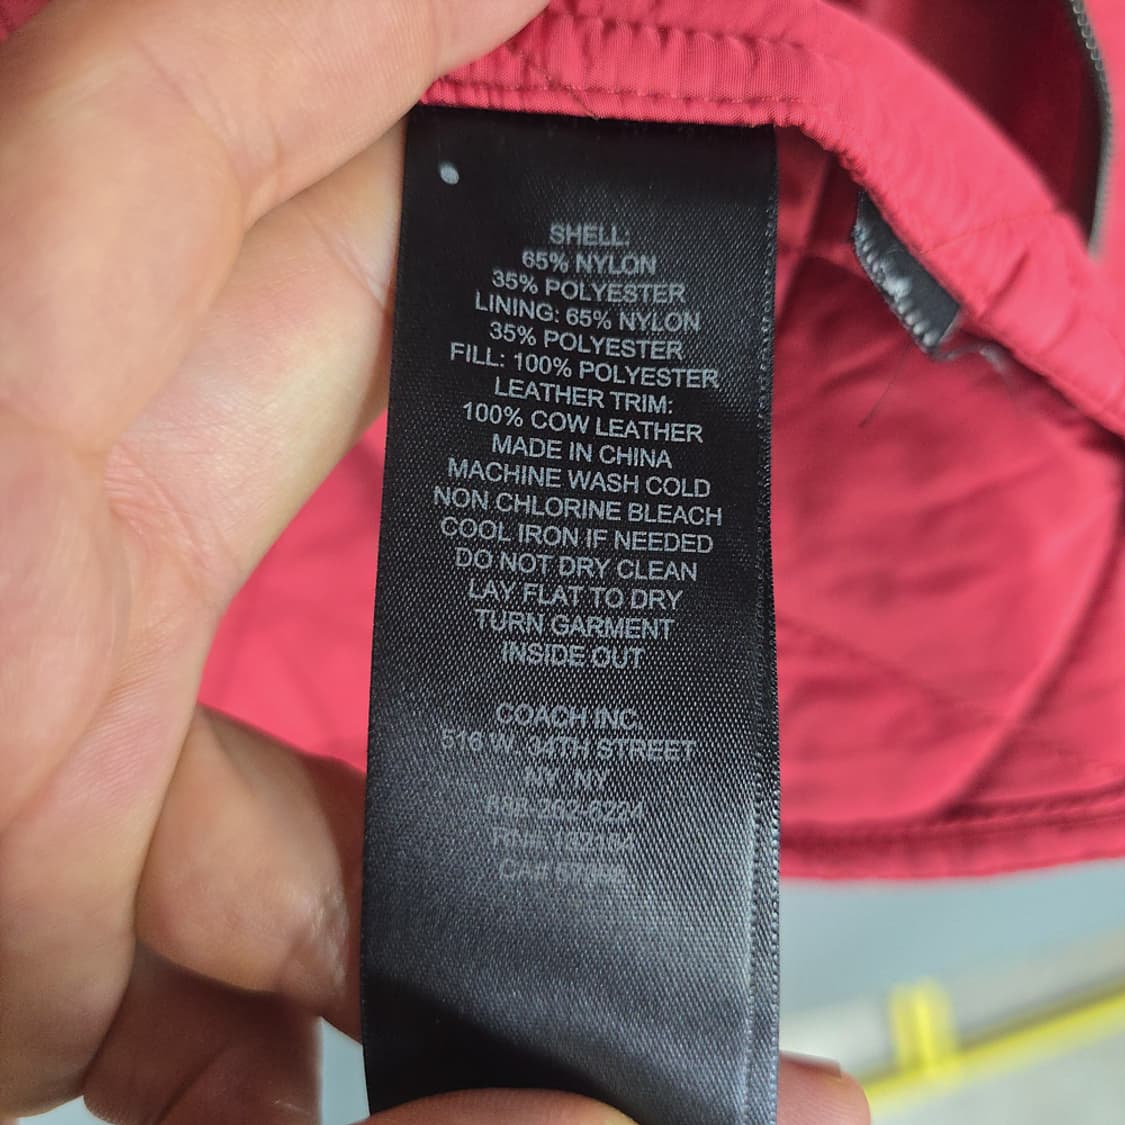 SHELL:
65% NYLON
35% POLYESTER
LINING: 65% NYLON
35% POLYESTER
FILL: 100% POLYESTER
LEATHER TRIM:
100% COW LEATHER
MADE IN CHINA
MACHINE WASH COLD
NON CHLORINE BLEACH
COOL IRON IF NEEDED
DO NOT DRY CLEAN
LAY FLAT TO DRY
TURN GARMENT
INSIDE OUT
COACH INC.
516 W. 34TH STREET
NY, NY